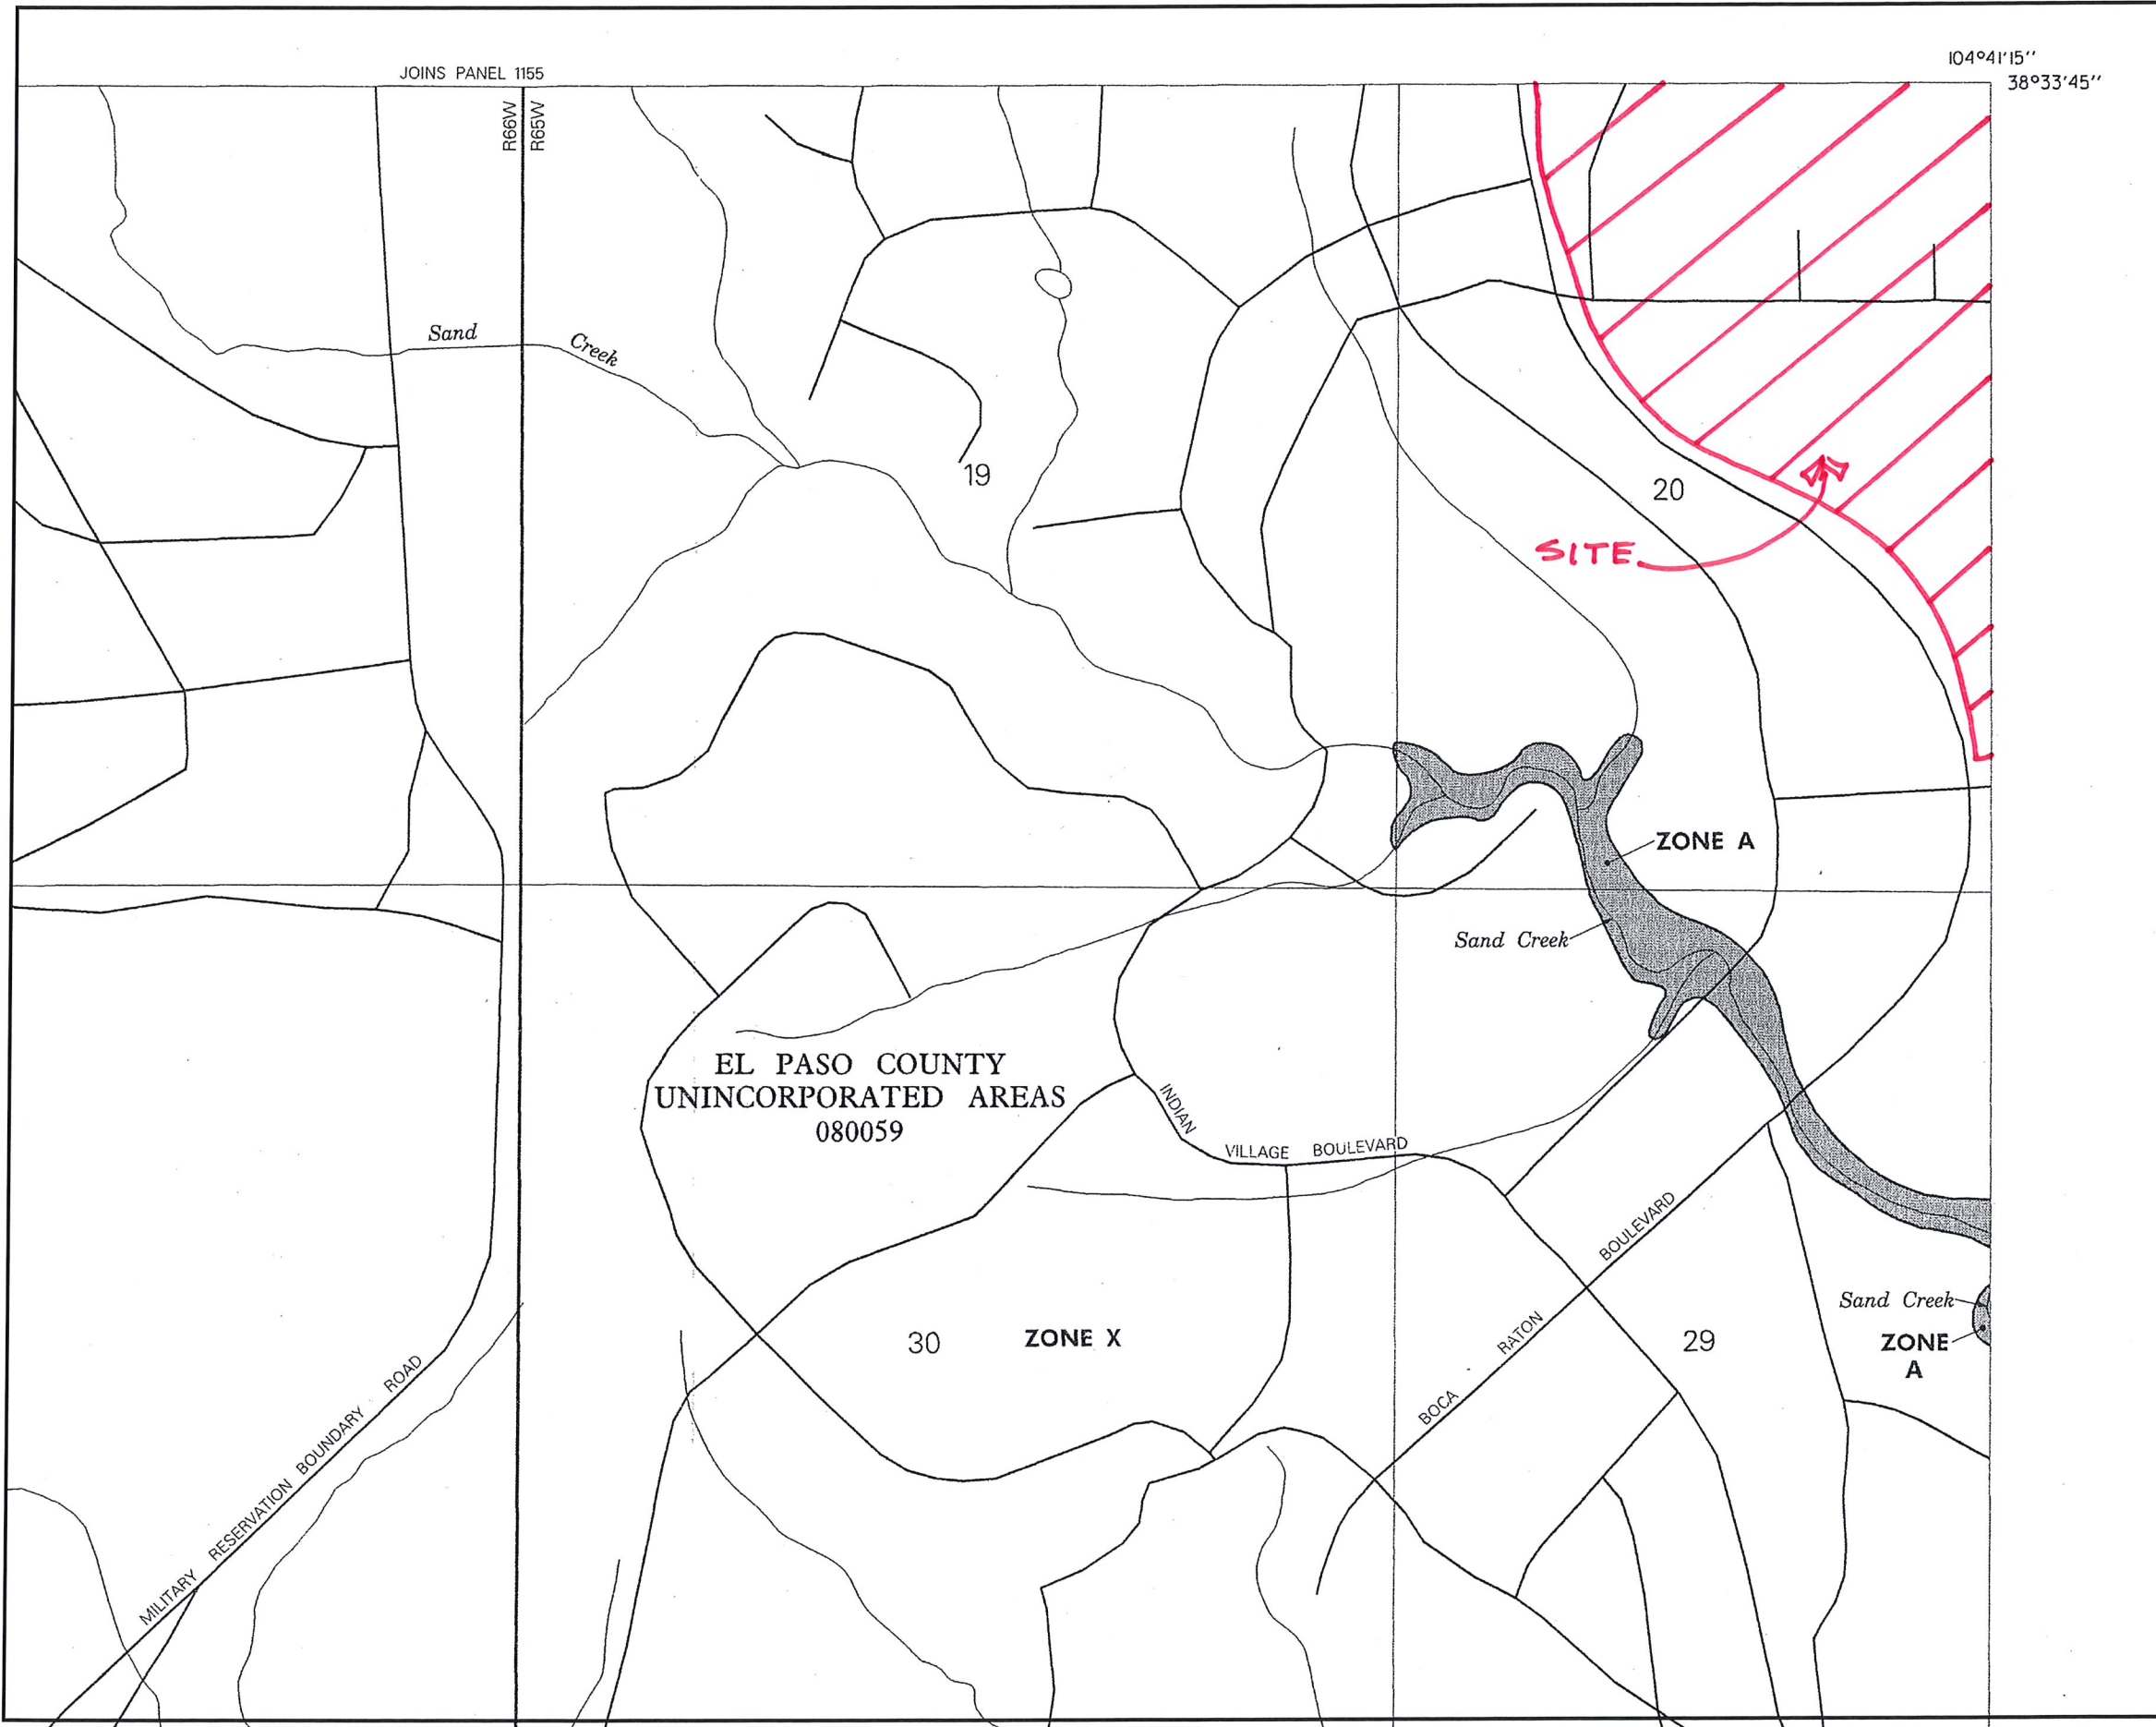 JOINS PANEL 1155
104°41'15''
38°33'45''
R66W
R65W
Sand Creek
19
20
SITE
ZONE A
Sand Creek
EL PASO COUNTY
UNINCORPORATED AREAS
080059
INDIAN VILLAGE BOULEVARD
BOCA RATON BOULEVARD
Sand Creek
ZONE
A
30
ZONE X
29
MILITARY RESERVATION BOUNDARY ROAD